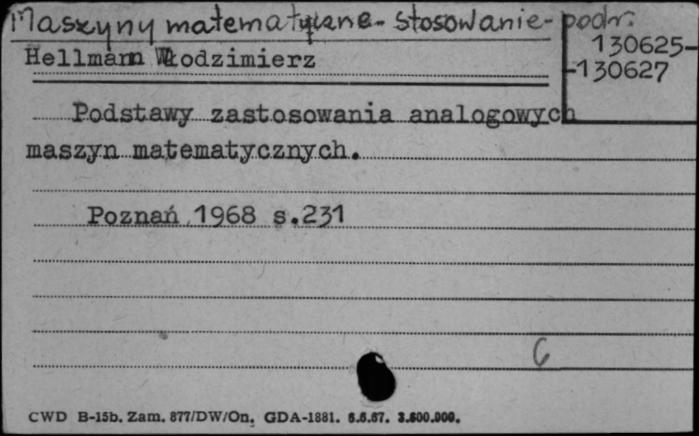 Maszyny matematyczne - stosowanie - podr.
130625-
-130627
Hellmann Włodzimierz
Podstawy zastosowania analogowych
maszyn matematycznych.
Poznań 1968 s.231
6
CWD B-15b. Zam. 877/DW/On. GDA-1881. 6.6.67. 3.600.000.